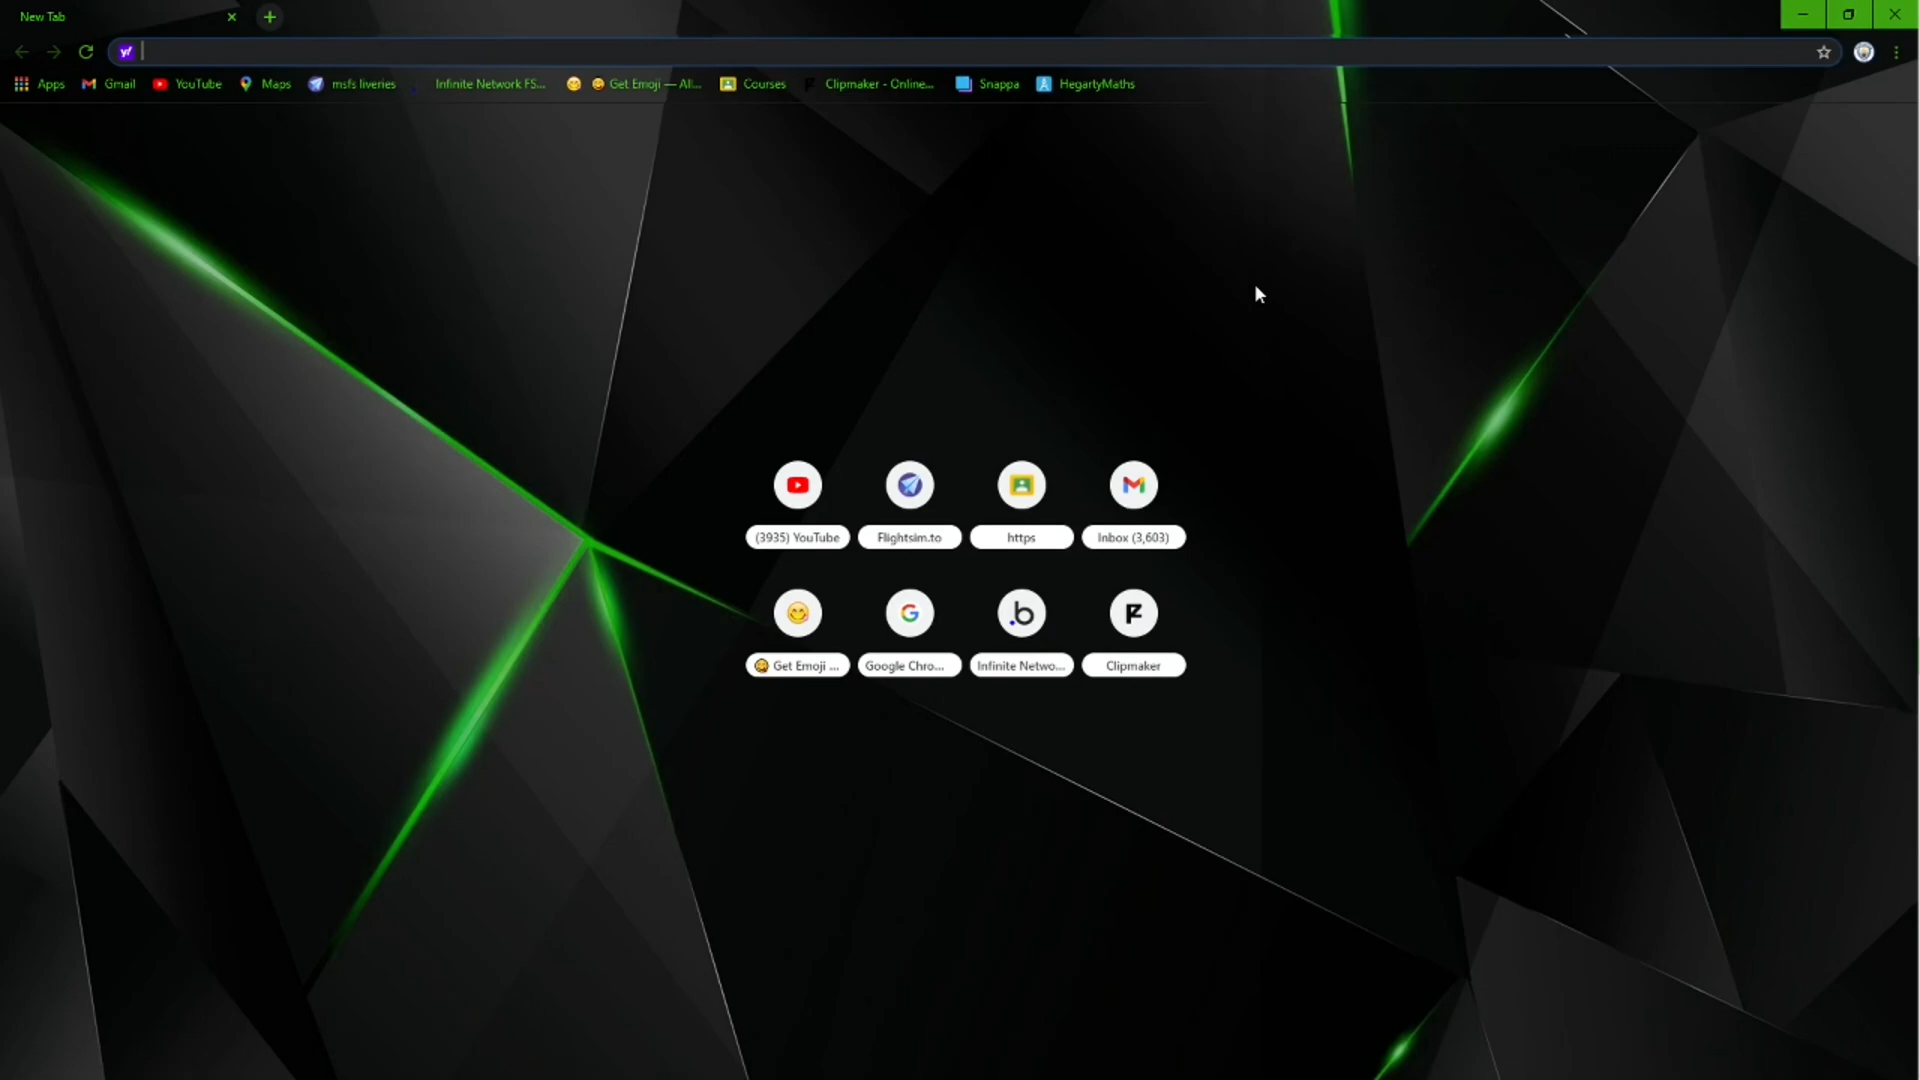 New Tab
y!
Apps Gmail YouTube Maps msfs liveries Infinite Network FS... Get Emoji — All... Courses Clipmaker - Online... Snappa HegartyMaths
(3935) YouTube Flightsim.to https Inbox (3,603)
Get Emoji ... Google Chro... Infinite Netwo... Clipmaker